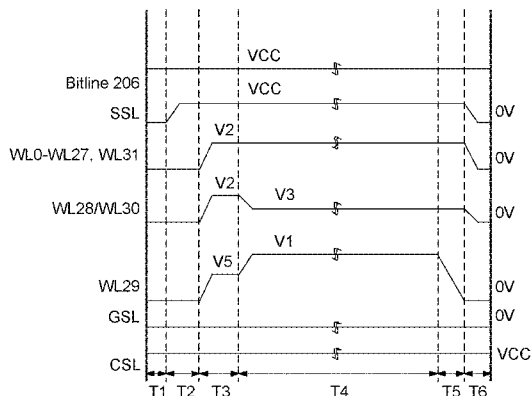 VCC
Bitline 206
VCC
SSL
0V
V2
WL0-WL27, WL31
0V
V2
V3
WL28/WL30
0V
V1
V5
WL29
0V
GSL
0V
CSL
VCC
T1 T2 T3 T4 T5 T6